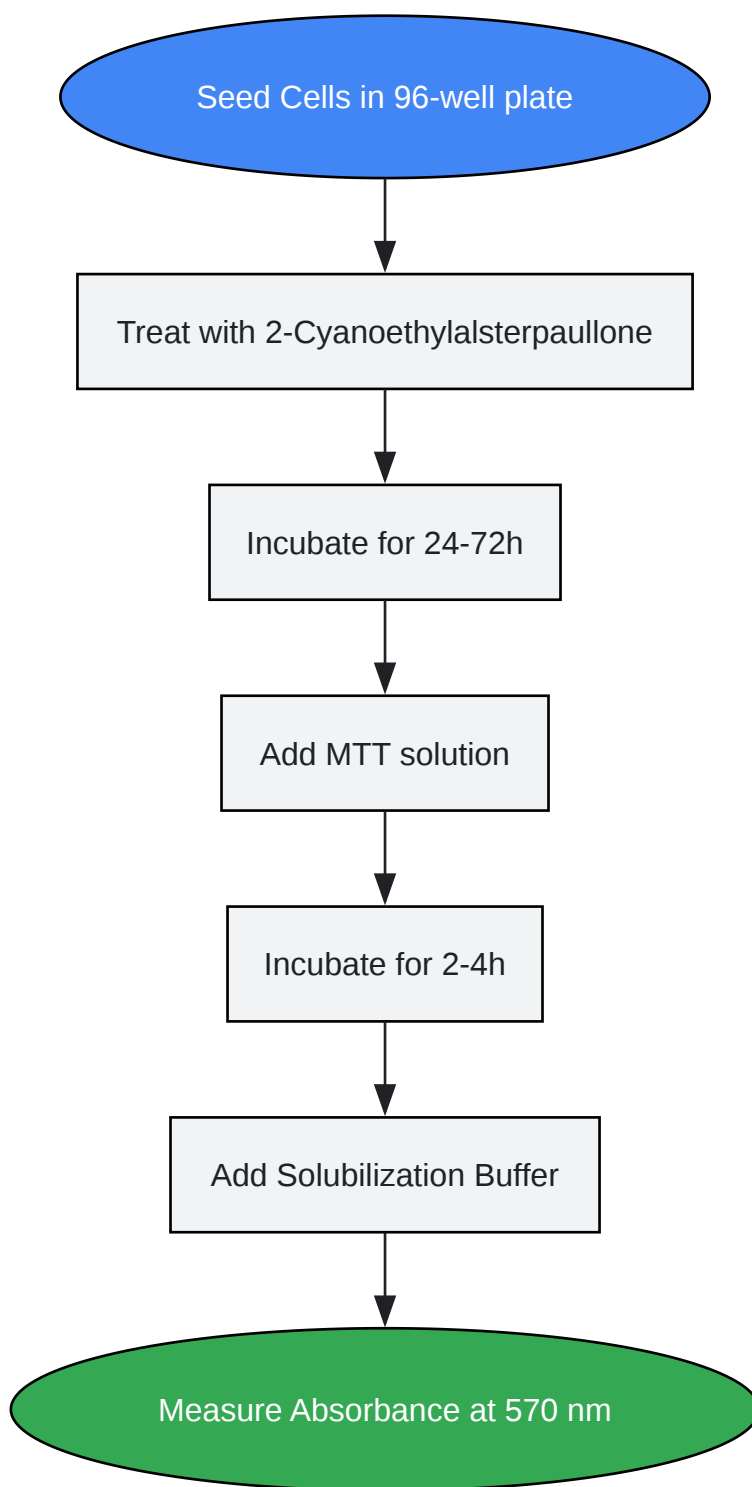 Seed Cells in 96-well plate
Treat with 2-Cyanoethylalsterpaullone
Incubate for 24-72h
Add MTT solution
Incubate for 2-4h
Add Solubilization Buffer
Measure Absorbance at 570 nm